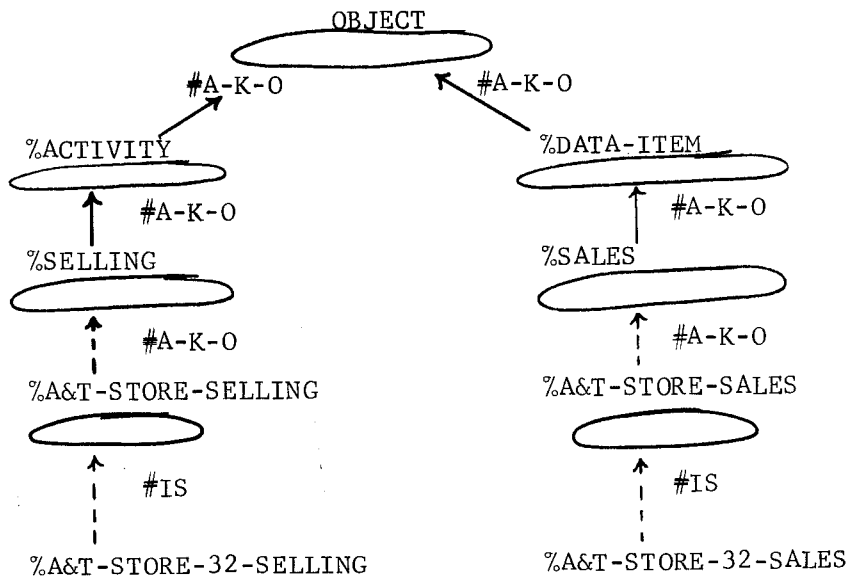 OBJECT
#A-K-O #A-K-O
%ACTIVITY %DATA-ITEM
#A-K-O #A-K-O
%SELLING %SALES
#A-K-O #A-K-O
%A&T-STORE-SELLING %A&T-STORE-SALES
#IS #IS
%A&T-STORE-32-SELLING %A&T-STORE-32-SALES